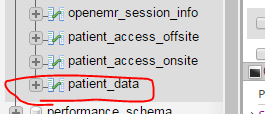 openemr_session_info
patient_access_offsite
patient_access_onsite
patient_data
performance_schema